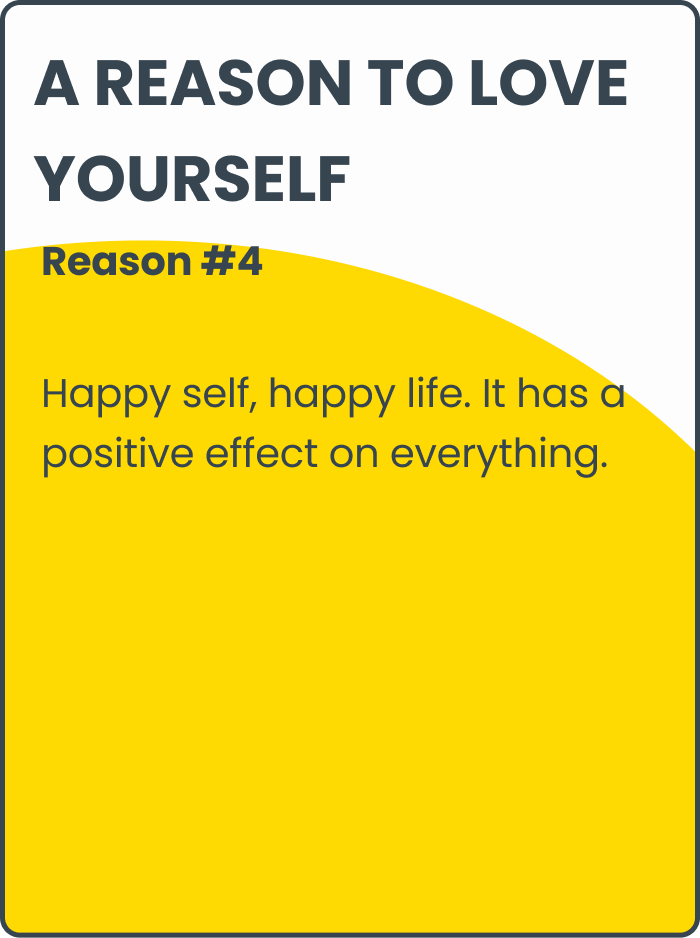 A REASON TO LOVE
YOURSELF
Reason #4
Happy self, happy life. It has a
positive effect on everything.